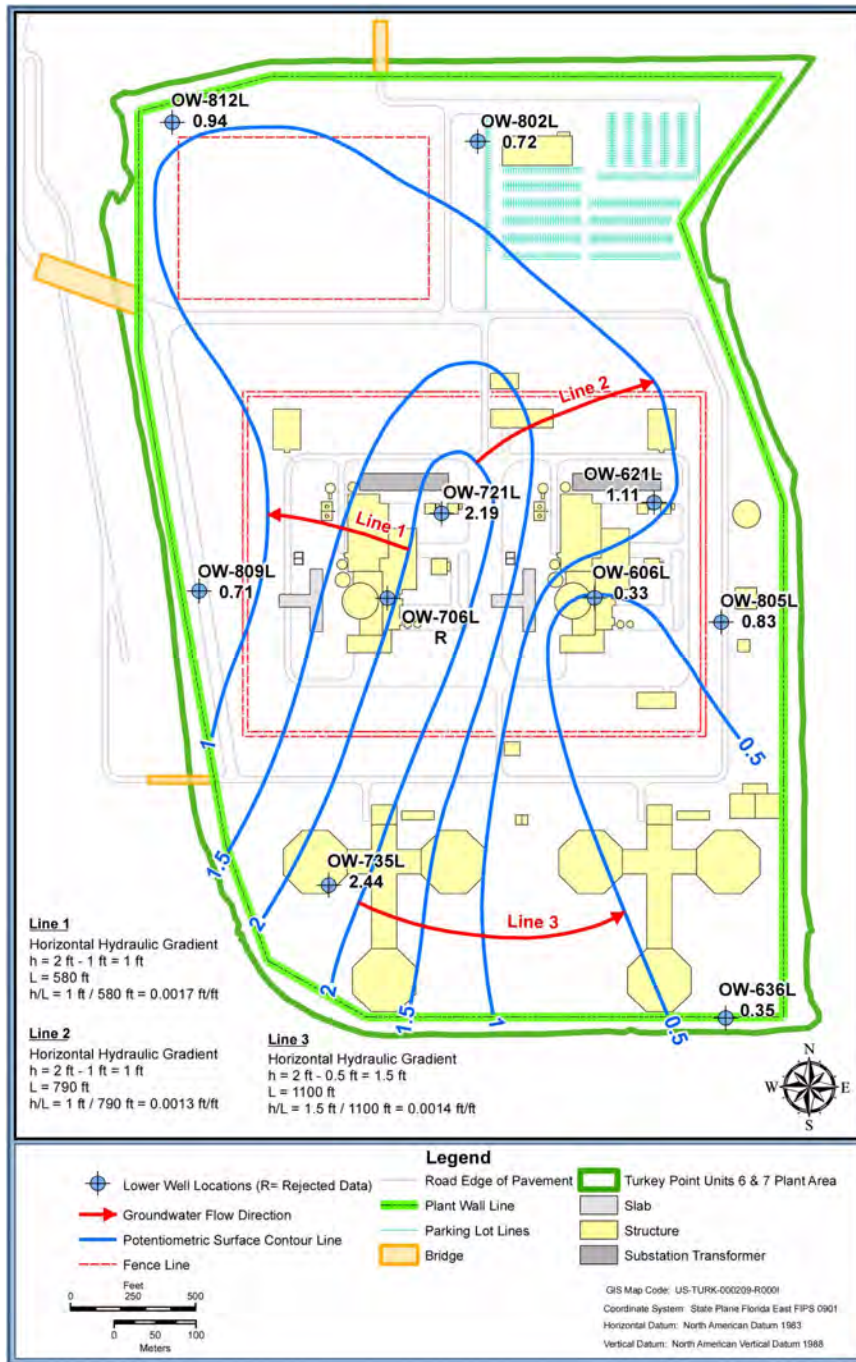 OW-812L
0.94
OW-802L
0.72
Line 2
OW-721L
2.19
OW-621L
1.11
Line 1
OW-809L
0.71
OW-706L
R
OW-606L
0.33
OW-805L
0.83
1
0.5
1.5
OW-735L
2.44
2
Line 3
2
1.5
1
0.5
OW-636L
0.35
Line 1
Horizontal Hydraulic Gradient
h = 2 ft - 1 ft = 1 ft
L = 580 ft
h/L = 1 ft / 580 ft = 0.0017 ft/ft
Line 2
Horizontal Hydraulic Gradient
h = 2 ft - 1 ft = 1 ft
L = 790 ft
h/L = 1 ft / 790 ft = 0.0013 ft/ft
Line 3
Horizontal Hydraulic Gradient
h = 2 ft - 0.5 ft = 1.5 ft
L = 1100 ft
h/L = 1.5 ft / 1100 ft = 0.0014 ft/ft
N
W E
S
Legend
Lower Well Locations (R= Rejected Data)
Groundwater Flow Direction
Potentiometric Surface Contour Line
Fence Line
Road Edge of Pavement
Plant Wall Line
Parking Lot Lines
Bridge
Turkey Point Units 6 & 7 Plant Area
Slab
Structure
Substation Transformer
Feet
0 250 500
0 50 100
Meters
GIS Map Code: US-TURK-000209-R000I
Coordinate System: State Plane Florida East FIPS 0901
Horizontal Datum: North American Datum 1983
Vertical Datum: North American Vertical Datum 1988